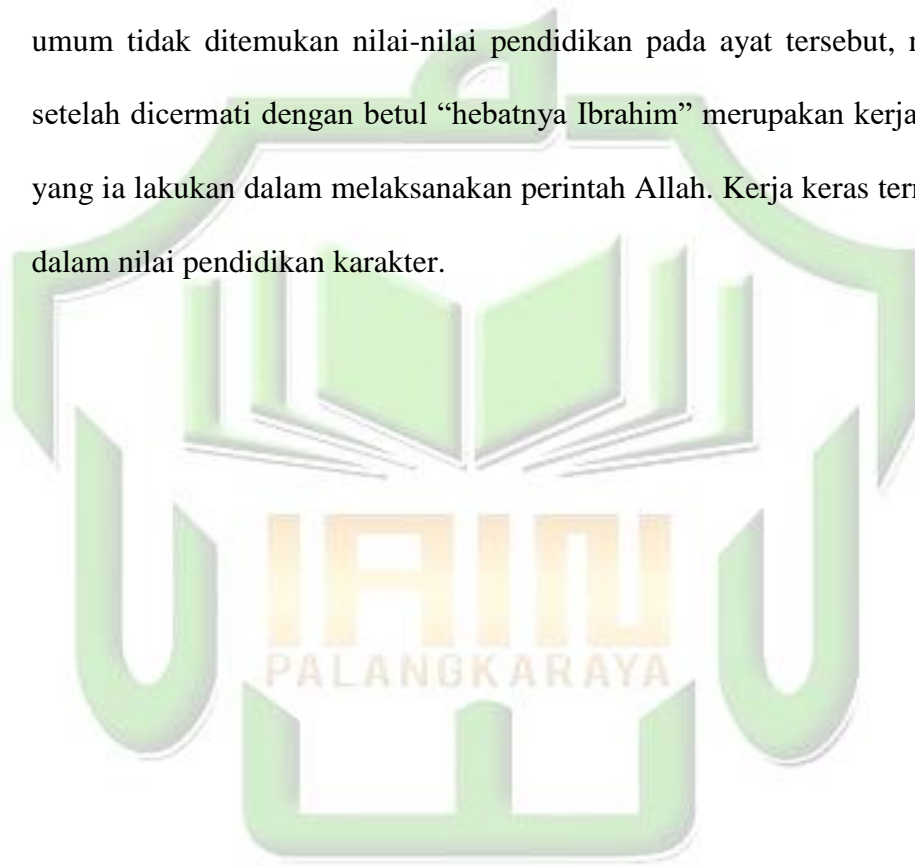 umum tidak ditemukan nilai-nilai pendidikan pada ayat tersebut,
setelah dicermati dengan betul “hebatnya Ibrahim” merupakan kerja
yang ia lakukan dalam melaksanakan perintah Allah. Kerja keras
dalam nilai pendidikan karakter.
IAIN
PALANGKARAYA